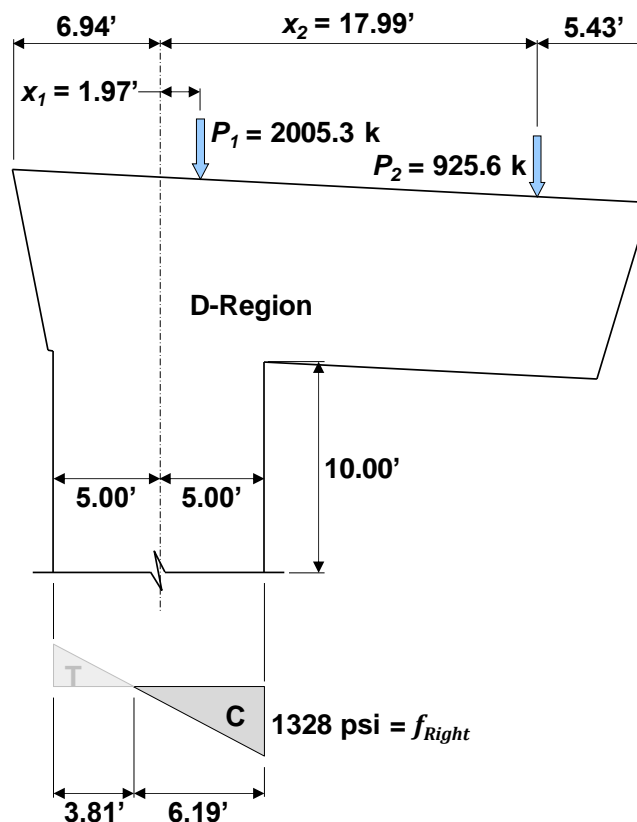 6.94’
x2 = 17.99’
5.43’
x1 = 1.97’
P1 = 2005.3 k
P2 = 925.6 k
D-Region
10.00’
5.00’
5.00’
T
C
1328 psi = fRight
3.81’
6.19’